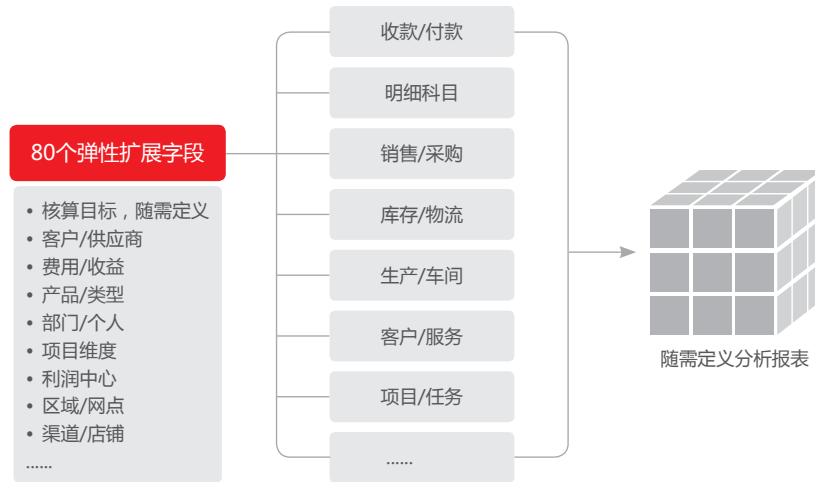 80个弹性扩展字段
• 核算目标，随需定义
• 客户/供应商
• 费用/收益
• 产品/类型
• 部门/个人
• 项目维度
• 利润中心
• 区域/网点
• 渠道/店铺
......
收款/付款
明细科目
销售/采购
库存/物流
生产/车间
客户/服务
项目/任务
......
随需定义分析报表